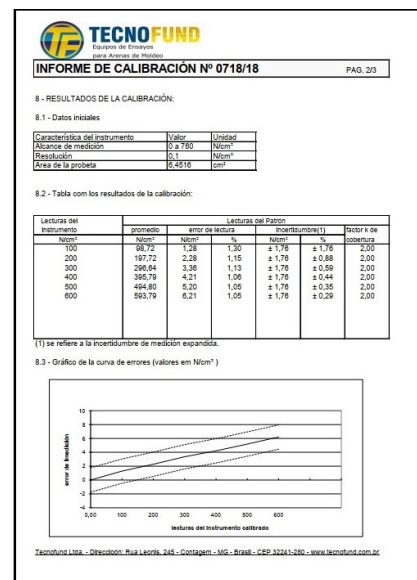 TF
TECNOFUND
Equipos de Ensayos
para Arenas de Moldeo
INFORME DE CALIBRACIÓN Nº 0718/18 PAG. 2/3
8 - RESULTADOS DE LA CALIBRACIÓN:
8.1 - Datos iniciales
Característica del instrumento Valor Unidad
Alcance de medición 0 a 760 N/cm²
Resolución 0,1 N/cm²
Area de la probeta 6,4516 cm²
8.2 - Tabla com los resultados de la calibración:
Lecturas del Lecturas del Patrón
Instrumento promedio error de lectura Incertidumbre(1) factor k de
N/cm² N/cm² N/cm² % N/cm² % cobertura
100 98,72 1,28 1,30 ± 1,76 ± 1,76 2,00
200 197,72 2,28 1,15 ± 1,76 ± 0,88 2,00
300 296,64 3,36 1,13 ± 1,76 ± 0,59 2,00
400 395,79 4,21 1,06 ± 1,76 ± 0,44 2,00
500 494,80 5,20 1,05 ± 1,76 ± 0,35 2,00
600 593,79 6,21 1,05 ± 1,76 ± 0,29 2,00
(1) se refiere a la incertidumbre de medición expandida.
8.3 - Gráfico de la curva de errores (valores em N/cm² )
10
8
6
4
2
0
-2
-4
error de limedición
0,00 100 200 300 400 500 600
lecturas del instrumento calibrado
Tecnofund Ltda. - Direccioón: Rua Leonis, 245 - Contagem - MG - Brasil - CEP 32241-280 - www.tecnofund.com.br